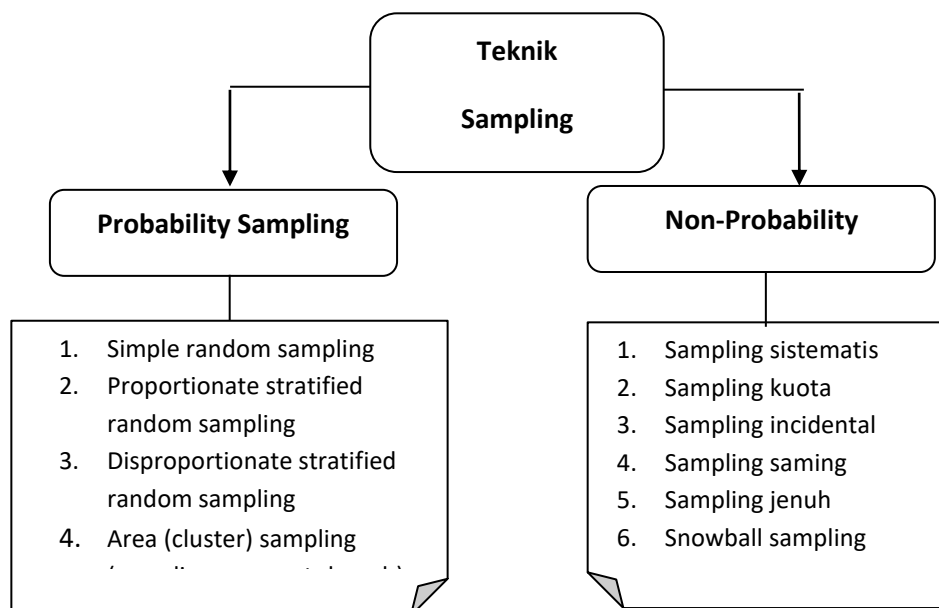 Teknik
Sampling
Probability Sampling
Non-Probability
1. Simple random sampling
2. Proportionate stratified
random sampling
3. Disproportionate stratified
random sampling
4. Area (cluster) sampling
1. Sampling sistematis
2. Sampling kuota
3. Sampling incidental
4. Sampling saming
5. Sampling jenuh
6. Snowball sampling